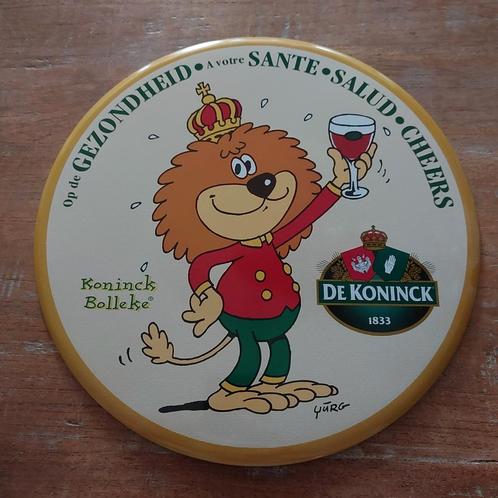 Op de GEZONDHEID • A votre SANTE • SALUD • CHEERS
Koninck
Bolleke®
DE KONINCK
1833
YÜRG